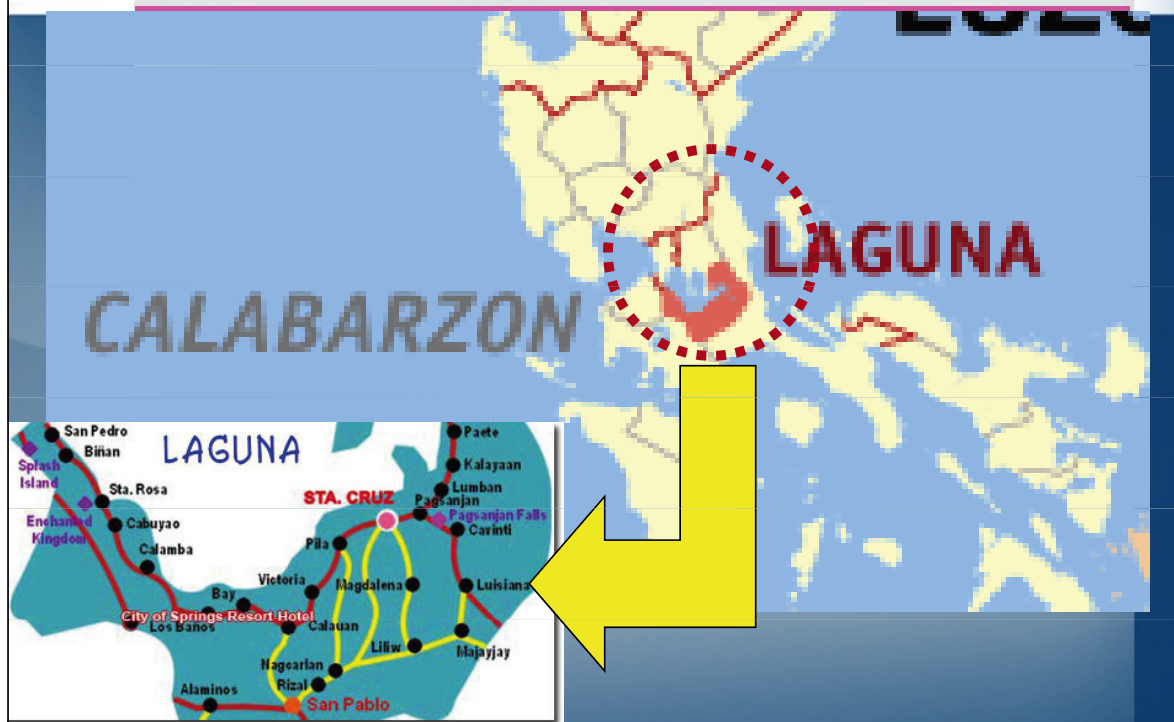 LUZO
LAGUNA
CALABARZON
LAGUNA
San Pedro
Biñan
Splash
Island
Sta. Rosa
Enchanted
Kingdom
Cabuyao
Calamba
Paete
Kalayaan
Lumban
STA. CRUZ
Pagsanjan
Pagsanjan Falls
Cavinti
Pila
Victoria
Magdalena
Luisiana
Bay
City of Springs Resort-Hotel
Los Baños
Calauan
Liliw
Majayjay
Nagcarlan
Rizal
Alaminos
San Pablo